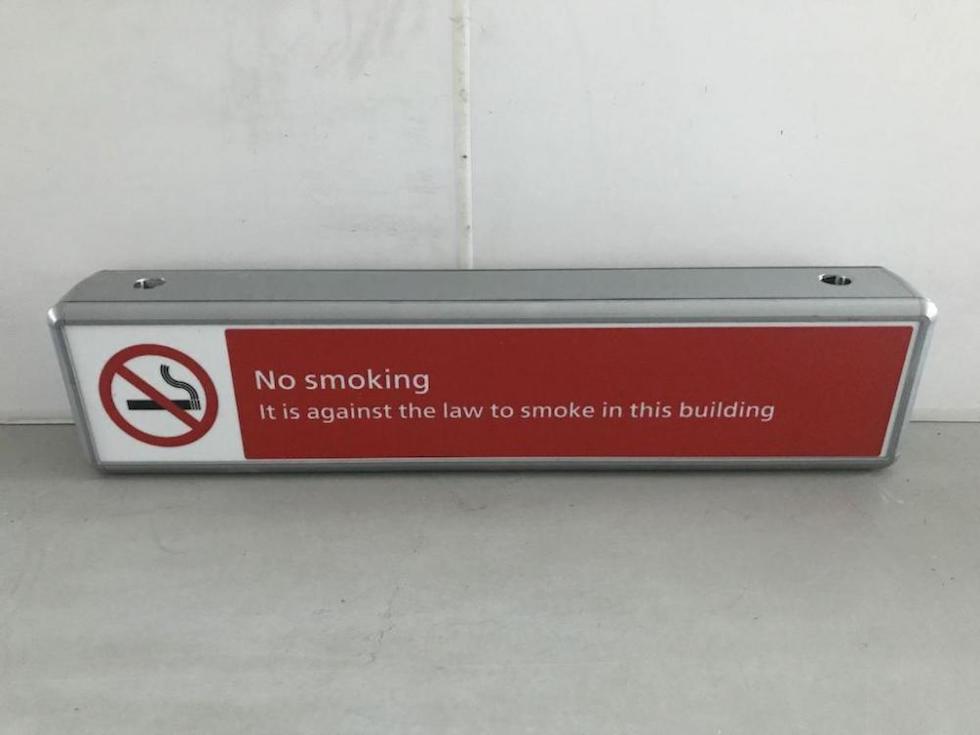 No smoking
It is against the law to smoke in this building